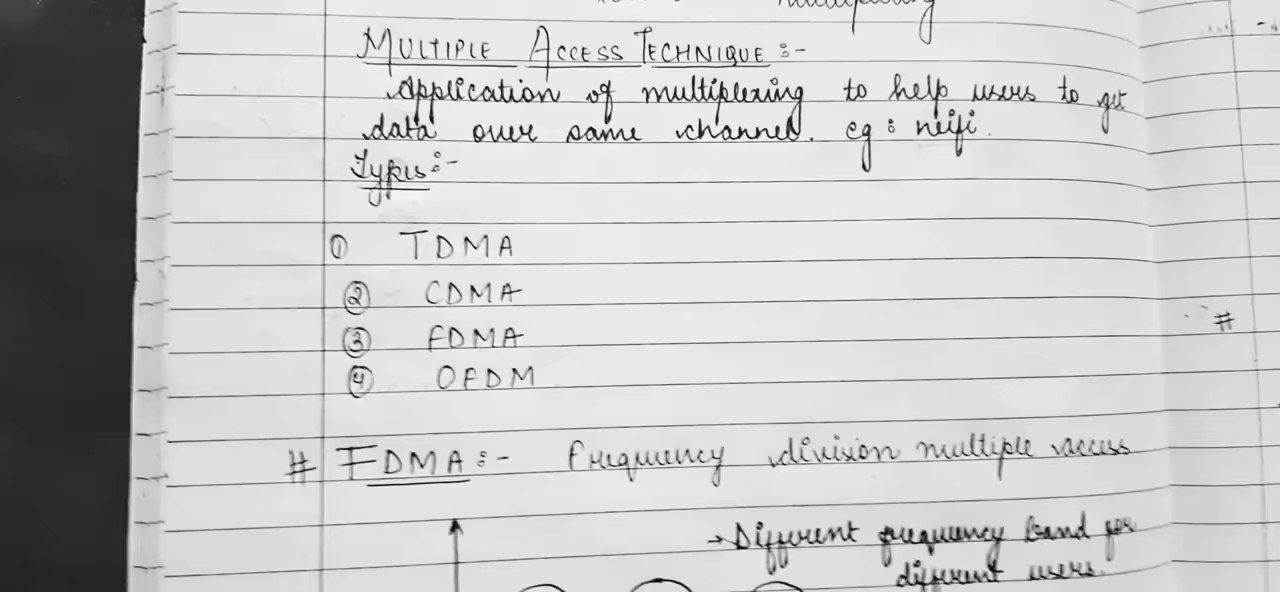 multiplexing
MULTIPLE ACCESS TECHNIQUE :-
Application of multiplexing to help users to get
data over same channel. eg : wifi.
Types :-
① TDMA
② CDMA
③ FDMA
④ OFDM
# FDMA :- frequency division multiple access
→ Different frequency band for
different users.
#